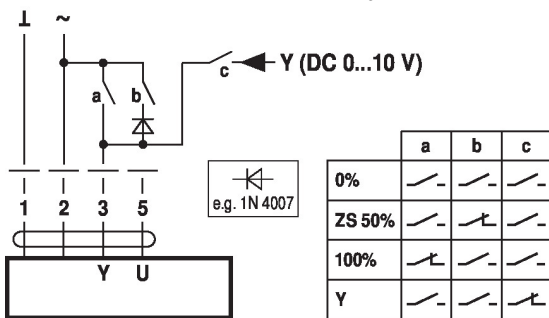 ⊥ ~
a b c Y (DC 0...10 V)
1 2 3 5
Y U
e.g. 1N 4007
a b c
0%
ZS 50%
100%
Y